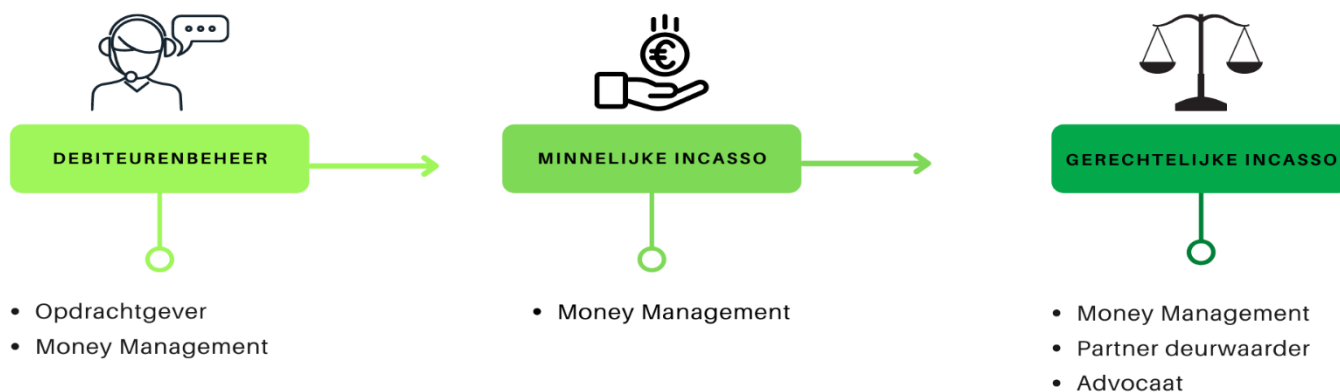 DEBITEURENBEHEER
• Opdrachtgever
• Money Management
MINNELIJKE INCASSO
• Money Management
GERECHTELIJKE INCASSO
• Money Management
• Partner deurwaarder
• Advocaat